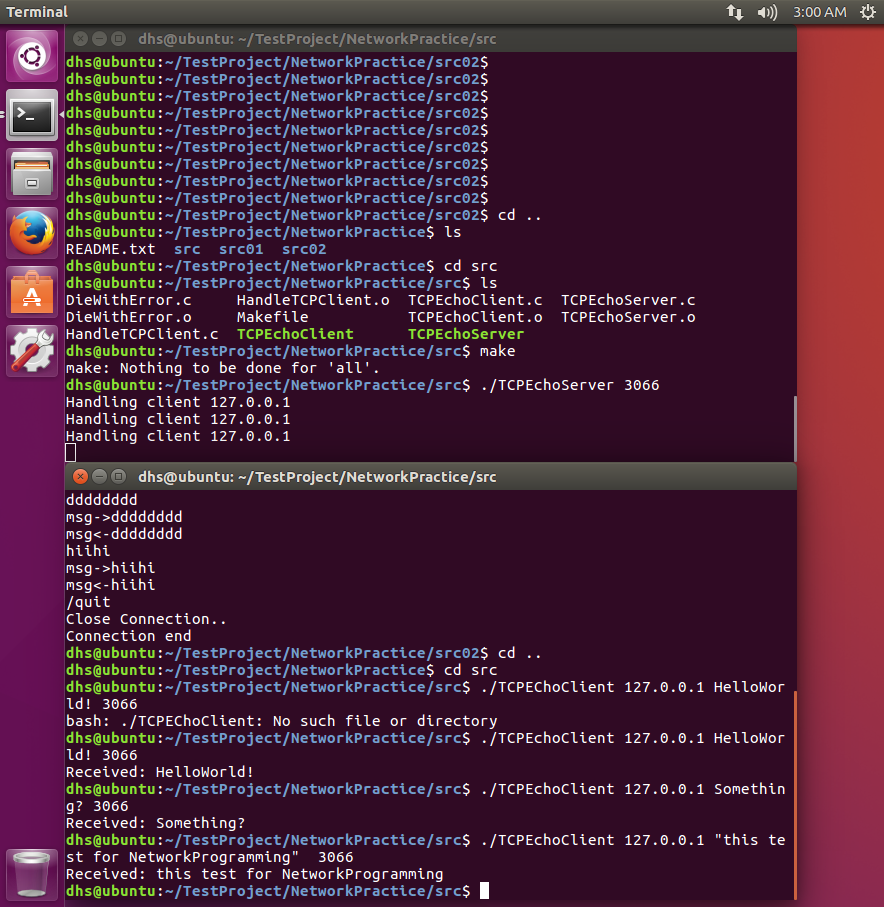 Terminal
3:00 AM
dhs@ubuntu: ~/TestProject/NetworkPractice/src
dhs@ubuntu:~/TestProject/NetworkPractice/src02$
dhs@ubuntu:~/TestProject/NetworkPractice/src02$
dhs@ubuntu:~/TestProject/NetworkPractice/src02$
dhs@ubuntu:~/TestProject/NetworkPractice/src02$
dhs@ubuntu:~/TestProject/NetworkPractice/src02$
dhs@ubuntu:~/TestProject/NetworkPractice/src02$
dhs@ubuntu:~/TestProject/NetworkPractice/src02$
dhs@ubuntu:~/TestProject/NetworkPractice/src02$
dhs@ubuntu:~/TestProject/NetworkPractice/src02$
dhs@ubuntu:~/TestProject/NetworkPractice/src02$ cd ..
dhs@ubuntu:~/TestProject/NetworkPractice$ ls
README.txt  src  src01  src02
dhs@ubuntu:~/TestProject/NetworkPractice$ cd src
dhs@ubuntu:~/TestProject/NetworkPractice/src$ ls
DieWithError.c     HandleTCPClient.o  TCPEchoClient.c  TCPEchoServer.c
DieWithError.o     Makefile           TCPEchoClient.o  TCPEchoServer.o
HandleTCPClient.c  TCPEchoClient      TCPEchoServer
dhs@ubuntu:~/TestProject/NetworkPractice/src$ make
make: Nothing to be done for 'all'.
dhs@ubuntu:~/TestProject/NetworkPractice/src$ ./TCPEchoServer 3066
Handling client 127.0.0.1
Handling client 127.0.0.1
Handling client 127.0.0.1
dhs@ubuntu: ~/TestProject/NetworkPractice/src
dddddddd
msg->dddddddd
msg<-dddddddd
hiihi
msg->hiihi
msg<-hiihi
/quit
Close Connection..
Connection end
dhs@ubuntu:~/TestProject/NetworkPractice/src02$ cd ..
dhs@ubuntu:~/TestProject/NetworkPractice$ cd src
dhs@ubuntu:~/TestProject/NetworkPractice/src$ ./TCPEChoClient 127.0.0.1 HelloWor
ld! 3066
bash: ./TCPEChoClient: No such file or directory
dhs@ubuntu:~/TestProject/NetworkPractice/src$ ./TCPEchoClient 127.0.0.1 HelloWor
ld! 3066
Received: HelloWorld!
dhs@ubuntu:~/TestProject/NetworkPractice/src$ ./TCPEchoClient 127.0.0.1 Somethin
g? 3066
Received: Something?
dhs@ubuntu:~/TestProject/NetworkPractice/src$ ./TCPEchoClient 127.0.0.1 "this te
st for NetworkProgramming"  3066
Received: this test for NetworkProgramming
dhs@ubuntu:~/TestProject/NetworkPractice/src$